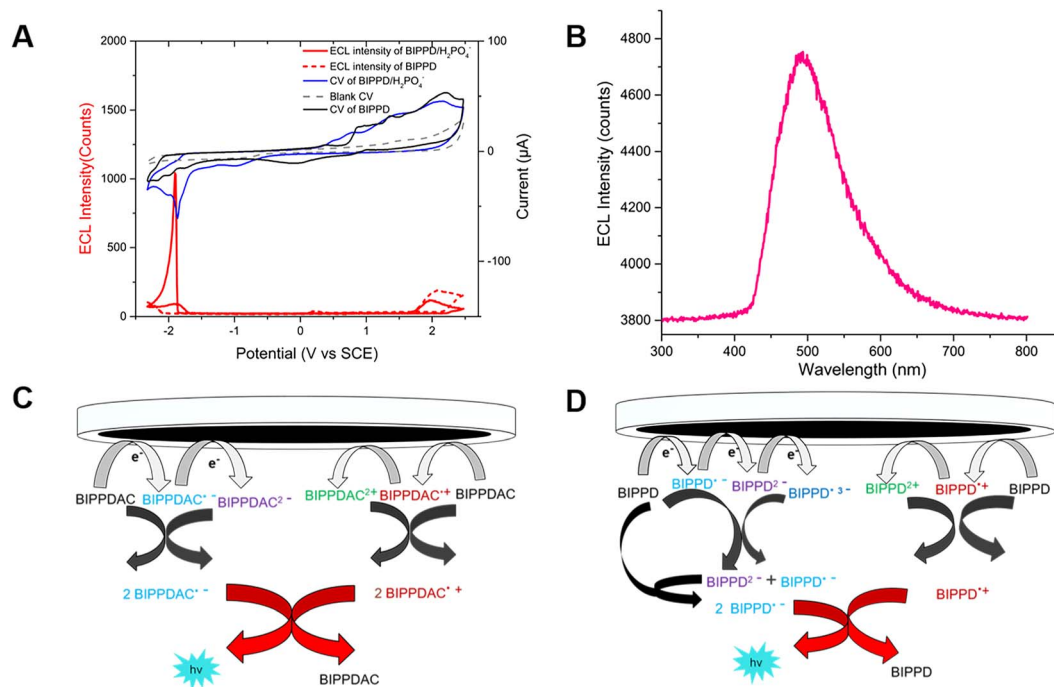 A
2000
1500
1000
500
0
ECL Intensity(Counts)
ECL intensity of BIPPD/H₂PO₄⁻
ECL intensity of BIPPD
CV of BIPPD/H₂PO₄⁻
Blank CV
CV of BIPPD
100
0
-100
Current (µA)
-2 -1 0 1 2
Potential (V vs SCE)
B
4800
4600
4400
4200
4000
3800
ECL Intensity (counts)
300 400 500 600 700 800
Wavelength (nm)
C
e⁻ e⁻
BIPPDAC BIPPDAC•⁻ BIPPDAC²⁻ BIPPDAC²⁺ BIPPDAC•⁺ BIPPDAC
2 BIPPDAC•⁻ 2 BIPPDAC•⁺
hv
BIPPDAC
D
e⁻ e⁻ e⁻
BIPPD BIPPD•⁻ BIPPD²⁻ BIPPD•³⁻ BIPPD²⁺ BIPPD•⁺ BIPPD
BIPPD²⁻ + BIPPD•⁻
2 BIPPD•⁻ BIPPD•⁺
hv
BIPPD